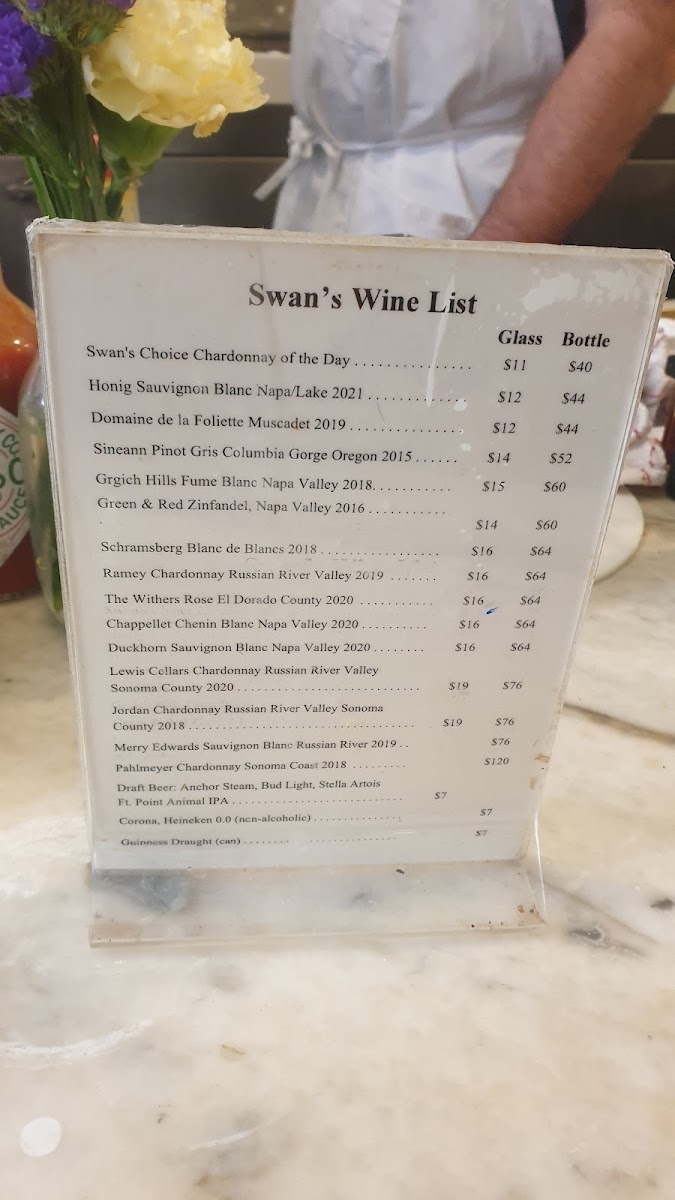 Swan's Wine List
Glass Bottle
Swan's Choice Chardonnay of the Day ............... $11 $40
Honig Sauvignon Blanc Napa/Lake 2021 ............. $12 $44
Domaine de la Foliette Muscadet 2019 ................ $12 $44
Sineann Pinot Gris Columbia Gorge Oregon 2015 ...... $14 $52
Grgich Hills Fume Blanc Napa Valley 2018........... $15 $60
Green & Red Zinfandel, Napa Valley 2016 ...........
$14 $60
Schramsberg Blanc de Blancs 2018 .................. $16 $64
Ramey Chardonnay Russian River Valley 2019 ....... $16 $64
The Withers Rose El Dorado County 2020 ........... $16 $64
Chappellet Chenin Blanc Napa Valley 2020 .......... $16 $64
Duckhorn Sauvignon Blanc Napa Valley 2020 ........ $16 $64
Lewis Cellars Chardonnay Russian River Valley
Sonoma County 2020 ............................ $19 $76
Jordan Chardonnay Russian River Valley Sonoma
County 2018 .................................... $19 $76
Merry Edwards Sauvignon Blanc Russian River 2019 .. $76
Pahlmeyer Chardonnay Sonoma Coast 2018 ......... $120
Draft Beer: Anchor Steam, Bud Light, Stella Artois
Ft. Point Animal IPA ............................ $7
Corona, Heineken 0.0 (non-alcoholic) ............... $7
Guinness Draught (can) ........ ............... $7